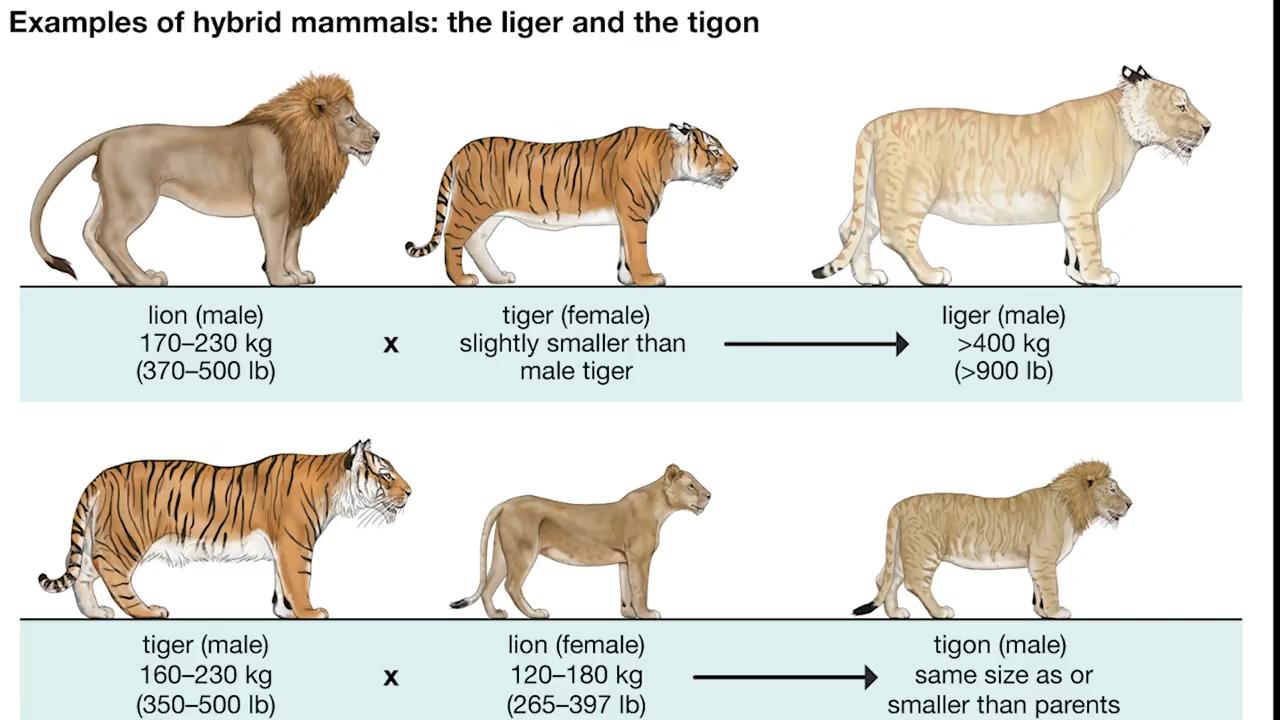 Examples of hybrid mammals: the liger and the tigon
lion (male)
170–230 kg
(370–500 lb)
x
tiger (female)
slightly smaller than
male tiger
liger (male)
>400 kg
(>900 lb)
tiger (male)
160–230 kg
(350–500 lb)
x
lion (female)
120–180 kg
(265–397 lb)
tigon (male)
same size as or
smaller than parents